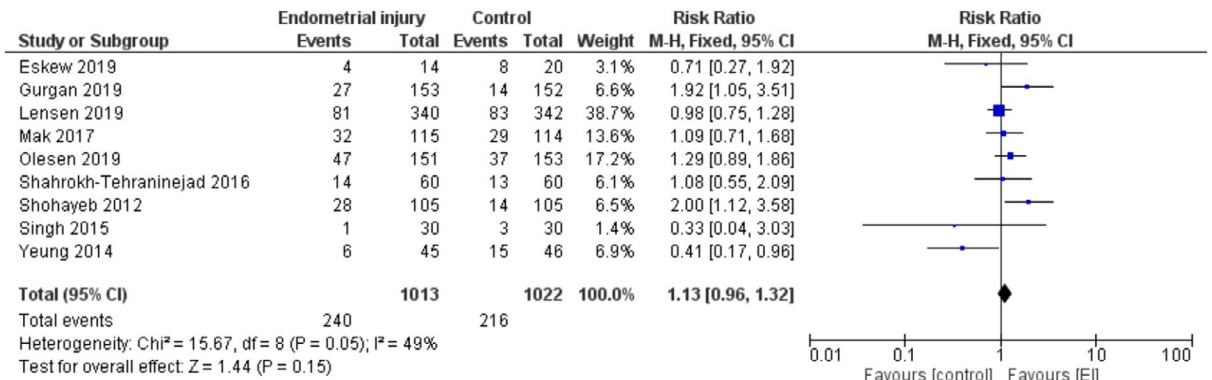 Endometrial injury Control Risk Ratio Risk Ratio
Study or Subgroup Events Total Events Total Weight M-H, Fixed, 95% CI M-H, Fixed, 95% CI
Eskew 2019 4 14 8 20 3.1% 0.71 [0.27, 1.92]
Gurgan 2019 27 153 14 152 6.6% 1.92 [1.05, 3.51]
Lensen 2019 81 340 83 342 38.7% 0.98 [0.75, 1.28]
Mak 2017 32 115 29 114 13.6% 1.09 [0.71, 1.68]
Olesen 2019 47 151 37 153 17.2% 1.29 [0.89, 1.86]
Shahrokh-Tehraninejad 2016 14 60 13 60 6.1% 1.08 [0.55, 2.09]
Shohayeb 2012 28 105 14 105 6.5% 2.00 [1.12, 3.58]
Singh 2015 1 30 3 30 1.4% 0.33 [0.04, 3.03]
Yeung 2014 6 45 15 46 6.9% 0.41 [0.17, 0.96]
Total (95% CI) 1013 1022 100.0% 1.13 [0.96, 1.32]
Total events 240 216
Heterogeneity: Chi² = 15.67, df = 8 (P = 0.05); I² = 49%
Test for overall effect: Z = 1.44 (P = 0.15)
0.01 0.1 1 10 100
Favours [control] Favours [EI]